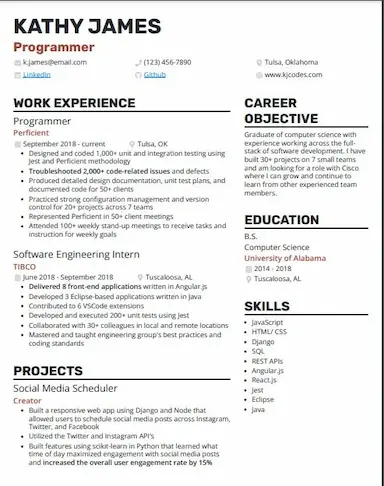 KATHY JAMES
Programmer
k.james@email.com
(123) 456-7890
Tulsa, Oklahoma
LinkedIn
Github
www.kjcodes.com
WORK EXPERIENCE
Programmer
Perficient
September 2018 - current
Tulsa, OK
• Designed and coded 1,000+ unit and integration testing using
Jest and Perficient methodology
• Troubleshooted 2,000+ code-related issues and defects
• Produced detailed design documentation, unit test plans, and
documented code for 50+ clients
• Practiced strong configuration management and version
control for 20+ projects across 7 teams
• Represented Perficient in 50+ client meetings
• Attended 100+ weekly stand-up meetings to receive tasks and
instruction for weekly goals
Software Engineering Intern
TIBCO
June 2018 - September 2018
Tuscaloosa, AL
• Delivered 8 front-end applications written in Angular.js
• Developed 3 Eclipse-based applications written in Java
• Contributed to 6 VSCode extensions
• Developed and executed 200+ unit tests using Jest
• Collaborated with 30+ colleagues in local and remote locations
• Mastered and taught engineering group's best practices and
coding standards
PROJECTS
Social Media Scheduler
Creator
• Built a responsive web app using Django and Node that
allowed users to schedule social media posts across Instagram,
Twitter, and Facebook
• Utilized the Twitter and Instagram API's
• Built features using scikit-learn in Python that learned what
time of day maximized engagement with social media posts
and increased the overall user engagement rate by 15%
CAREER
OBJECTIVE
Graduate of computer science with
experience working across the full-
stack of software development. I have
built 30+ projects on 7 small teams
and am looking for a role with Cisco
where I can grow and continue to
learn from other experienced team
members.
EDUCATION
B.S.
Computer Science
University of Alabama
2014 - 2018
Tuscaloosa, AL
SKILLS
• JavaScript
• HTML/ CSS
• Django
• SQL
• REST APIs
• Angular.js
• React.js
• Jest
• Eclipse
• Java